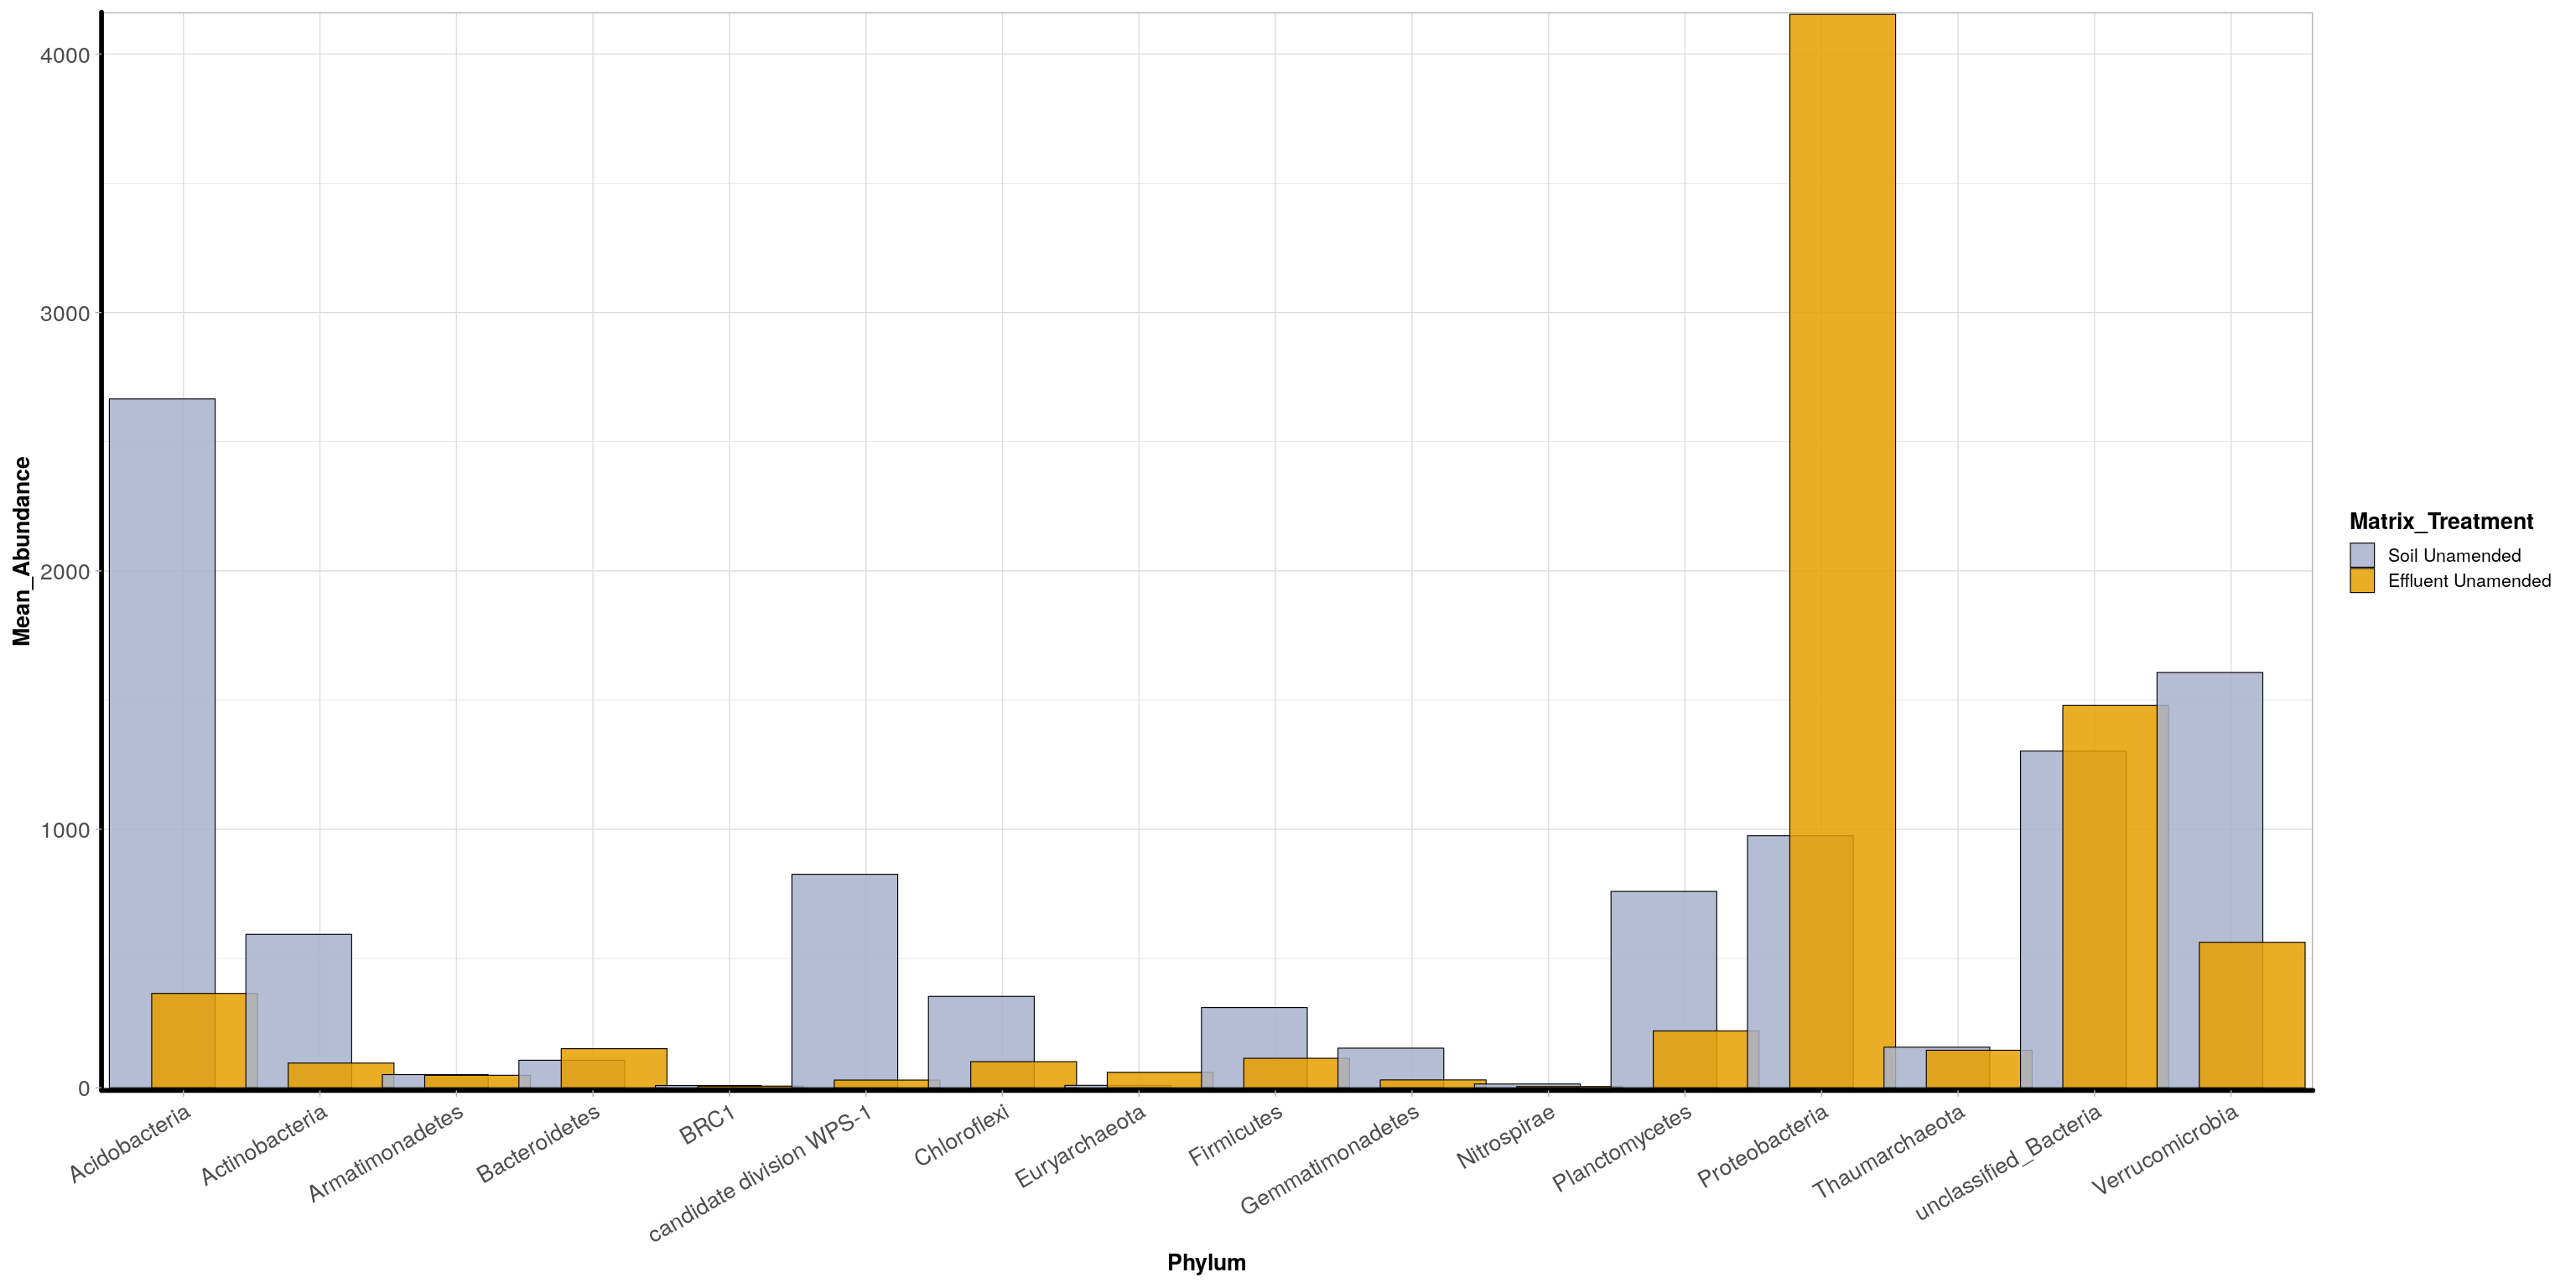 4000
3000
2000
1000
0
Mean_Abundance
Acidobacteria
Actinobacteria
Armatimonadetes
Bacteroidetes
BRC1
candidate division WPS-1
Chloroflexi
Euryarchaeota
Firmicutes
Gemmatimonadetes
Nitrospirae
Planctomycetes
Proteobacteria
Thaumarchaeota
unclassified_Bacteria
Verrucomicrobia
Phylum
Matrix_Treatment
Soil Unamended
Effluent Unamended